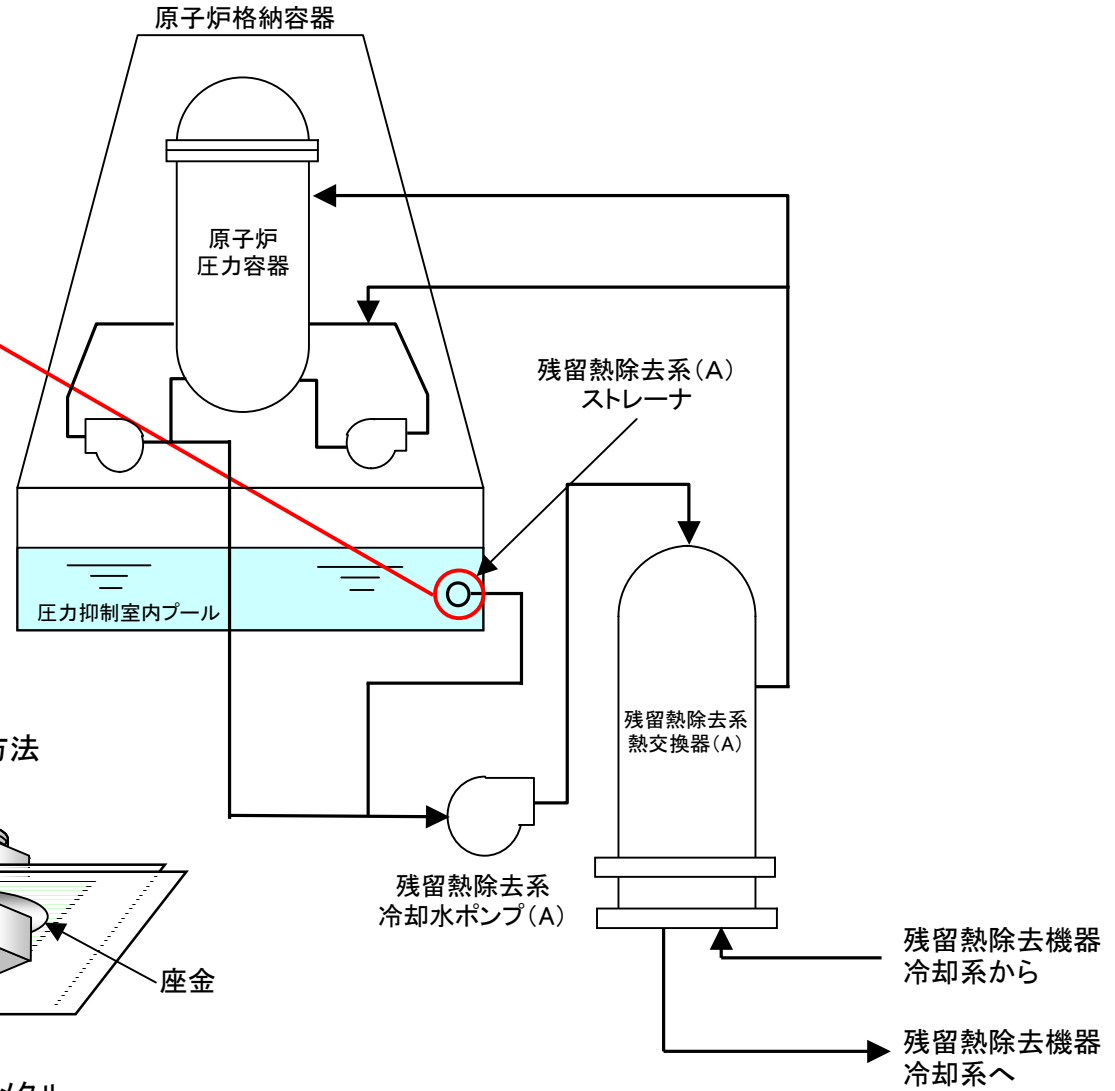 原子炉格納容器
原子炉
圧力容器
残留熱除去系(A)
ストレーナ
圧力抑制室内プール
残留熱除去系
熱交換器(A)
方法
残留熱除去系
冷却水ポンプ(A)
座金
残留熱除去機器
冷却系から
残留熱除去機器
冷却系へ